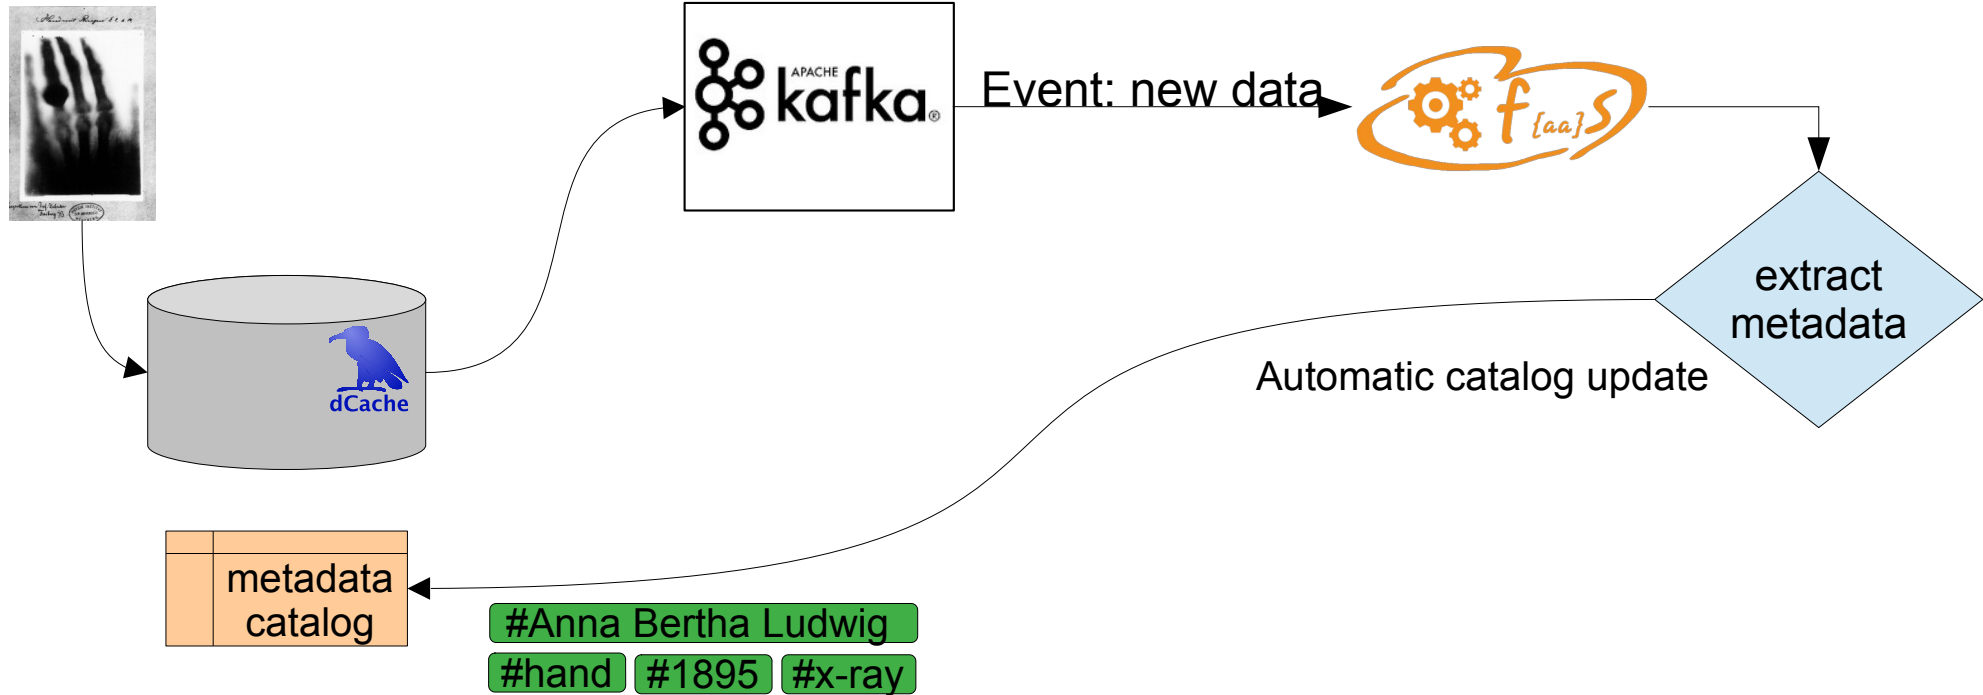 APACHE
kafka®
Event: new data
f{aa}s
extract
metadata
dCache
Automatic catalog update
metadata
catalog
#Anna Bertha Ludwig
#hand #1895 #x-ray